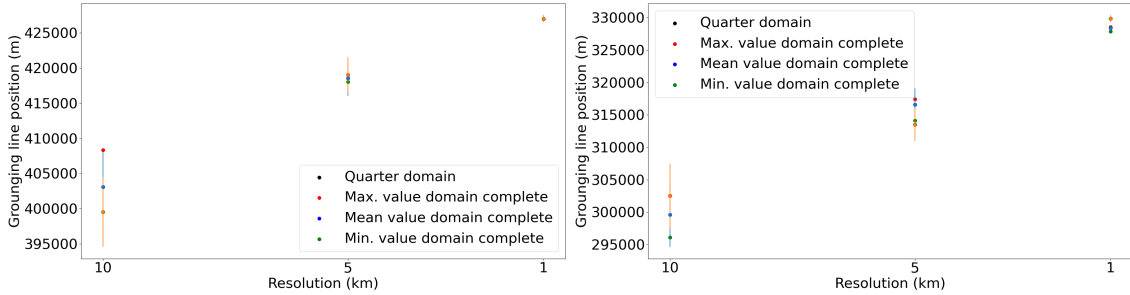 Grounging line position (m)
425000
420000
415000
410000
405000
400000
395000
Quarter domain
Max. value domain complete
Mean value domain complete
Min. value domain complete
10
5
1
Resolution (km)
Grounging line position (m)
330000
325000
320000
315000
310000
305000
300000
295000
Quarter domain
Max. value domain complete
Mean value domain complete
Min. value domain complete
10
5
1
Resolution (km)